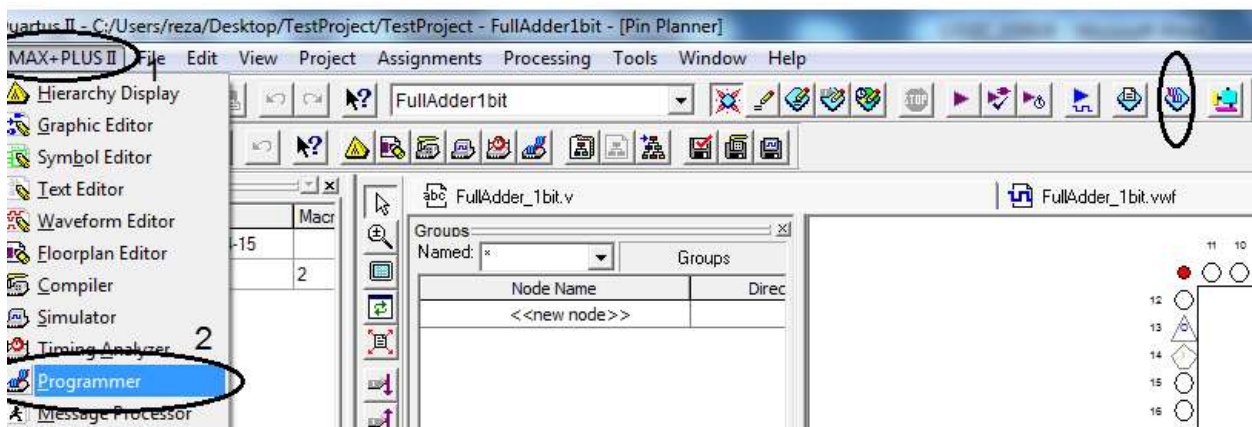 uartus II - C:/Users/reza/Desktop/TestProject/TestProject - FullAdder1bit - [Pin Planner]
MAX+PLUS II File Edit View Project Assignments Processing Tools Window Help
1
Hierarchy Display
FullAdder1bit
STOP
Graphic Editor
Symbol Editor
Text Editor
abc FullAdder_1bit.v
FullAdder_1bit.vwf
Waveform Editor
Macr
Groups
Named: *
Groups
Floorplan Editor
-15
11 10
Compiler
2
Node Name Direc
Simulator
<<new node>>
12
13
Timing Analyzer 2
14
Programmer
15
Message Processor
16